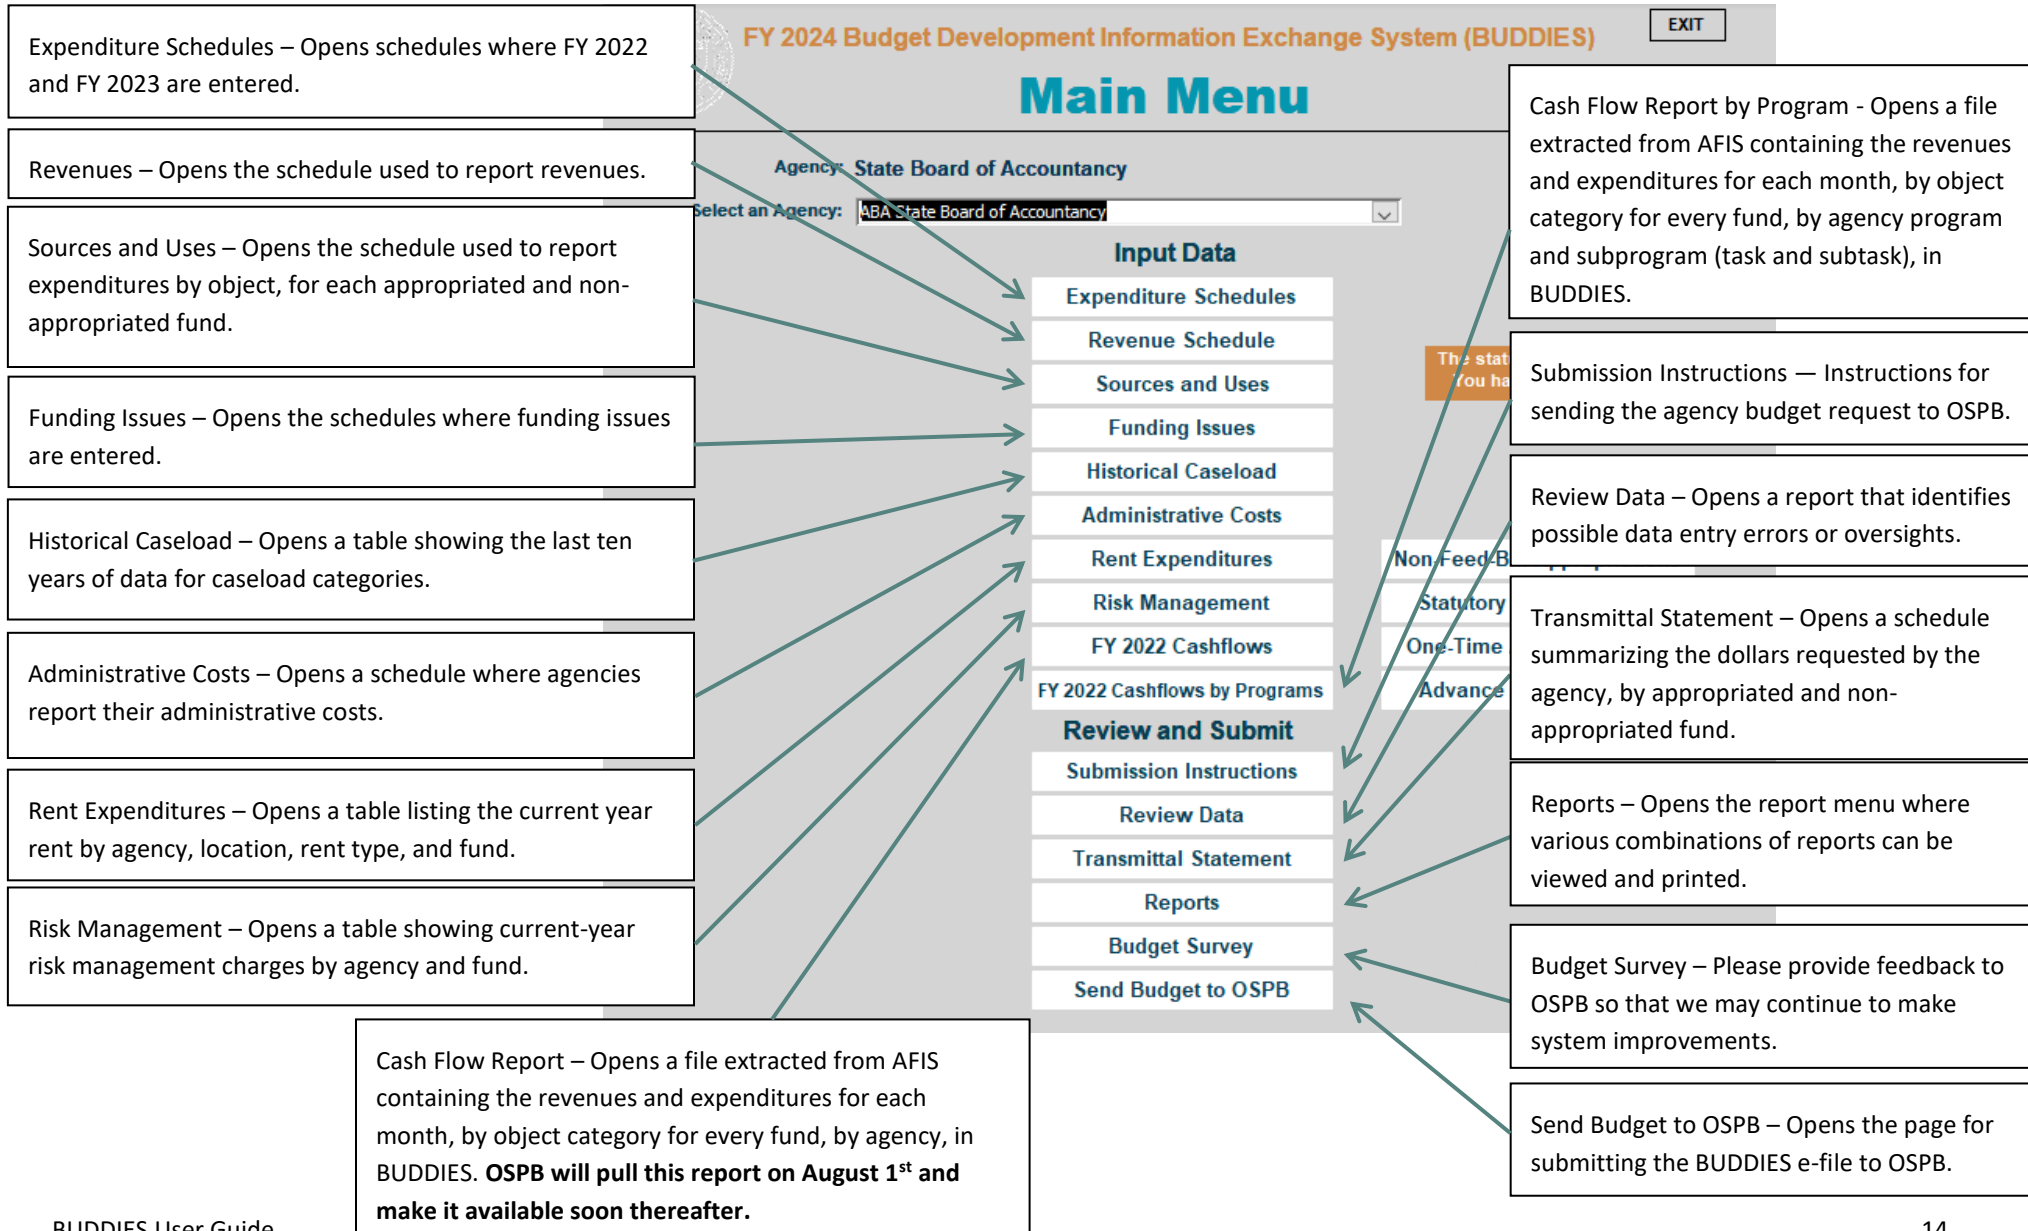 Expenditure Schedules – Opens schedules where FY 2022
and FY 2023 are entered.
Revenues – Opens the schedule used to report revenues.
Sources and Uses – Opens the schedule used to report
expenditures by object, for each appropriated and non-
appropriated fund.
Funding Issues – Opens the schedules where funding issues
are entered.
Historical Caseload – Opens a table showing the last ten
years of data for caseload categories.
Administrative Costs – Opens a schedule where agencies
report their administrative costs.
Rent Expenditures – Opens a table listing the current year
rent by agency, location, rent type, and fund.
Risk Management – Opens a table showing current-year
risk management charges by agency and fund.
Cash Flow Report – Opens a file extracted from AFIS
containing the revenues and expenditures for each
month, by object category for every fund, by agency, in
BUDDIES. OSPB will pull this report on August 1st and
make it available soon thereafter.
FY 2024 Budget Development Information Exchange System (BUDDIES)
EXIT
Main Menu
Agency: State Board of Accountancy
Select an Agency: ABA State Board of Accountancy
Input Data
Expenditure Schedules
Revenue Schedule
Sources and Uses
Funding Issues
Historical Caseload
Administrative Costs
Rent Expenditures
Risk Management
FY 2022 Cashflows
FY 2022 Cashflows by Programs
Review and Submit
Submission Instructions
Review Data
Transmittal Statement
Reports
Budget Survey
Send Budget to OSPB
The
You
Non-Feed-B
Statutory
One-Time
Advance
Cash Flow Report by Program - Opens a file
extracted from AFIS containing the revenues
and expenditures for each month, by object
category for every fund, by agency program
and subprogram (task and subtask), in
BUDDIES.
Submission Instructions — Instructions for
sending the agency budget request to OSPB.
Review Data – Opens a report that identifies
possible data entry errors or oversights.
Transmittal Statement – Opens a schedule
summarizing the dollars requested by the
agency, by appropriated and non-
appropriated fund.
Reports – Opens the report menu where
various combinations of reports can be
viewed and printed.
Budget Survey – Please provide feedback to
OSPB so that we may continue to make
system improvements.
Send Budget to OSPB – Opens the page for
submitting the BUDDIES e-file to OSPB.
BUDDIES User Guide
14